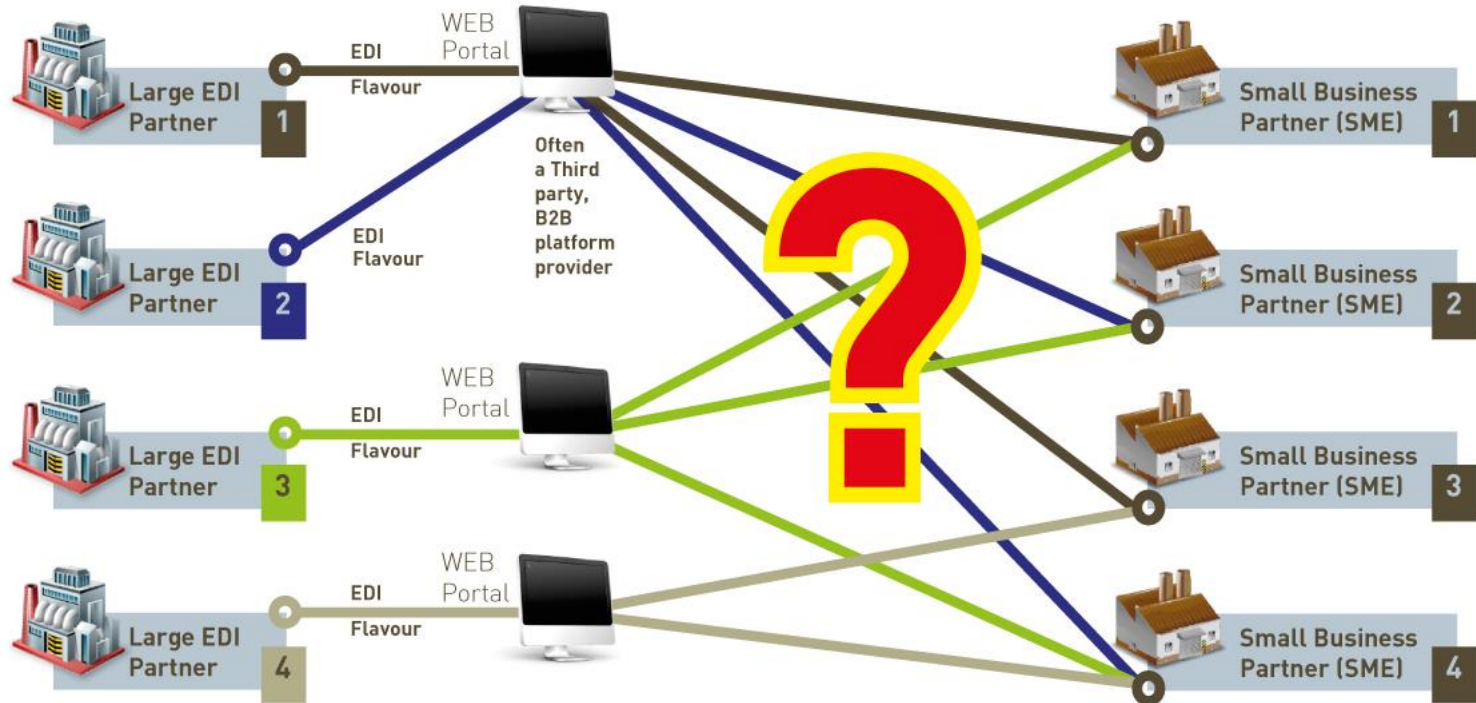 WEB
Portal
EDI
Flavour
Large EDI
Partner
1
Often
a Third
party,
B2B
platform
provider
Small Business
Partner (SME)
1
EDI
Flavour
Large EDI
Partner
2
?
Small Business
Partner (SME)
2
WEB
Portal
EDI
Flavour
Large EDI
Partner
3
Small Business
Partner (SME)
3
WEB
Portal
EDI
Flavour
Large EDI
Partner
4
Small Business
Partner (SME)
4